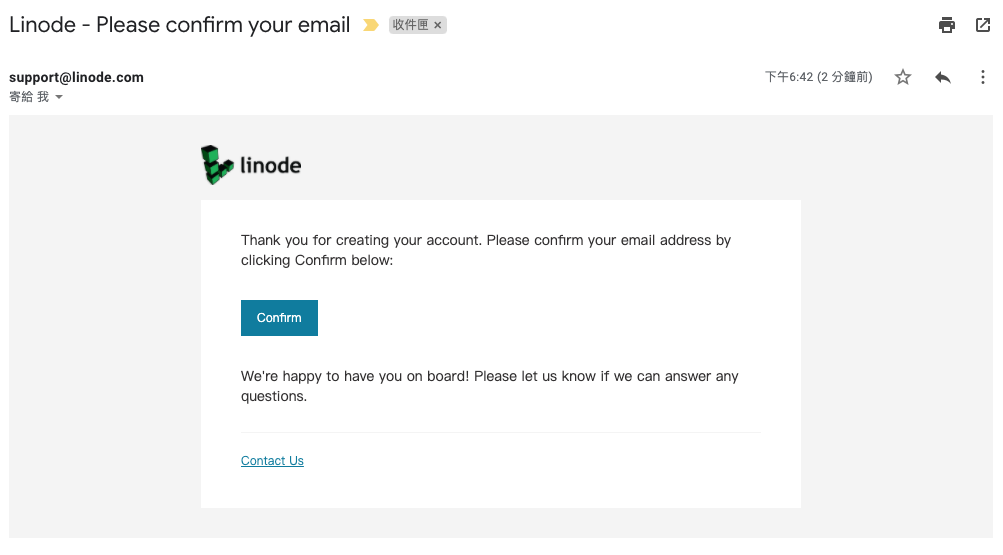 Linode - Please confirm your email 收件匣 ×
support@linode.com 下午6:42 (2 分鐘前)
寄給 我
linode
Thank you for creating your account. Please confirm your email address by
clicking Confirm below:
Confirm
We're happy to have you on board! Please let us know if we can answer any
questions.
Contact Us